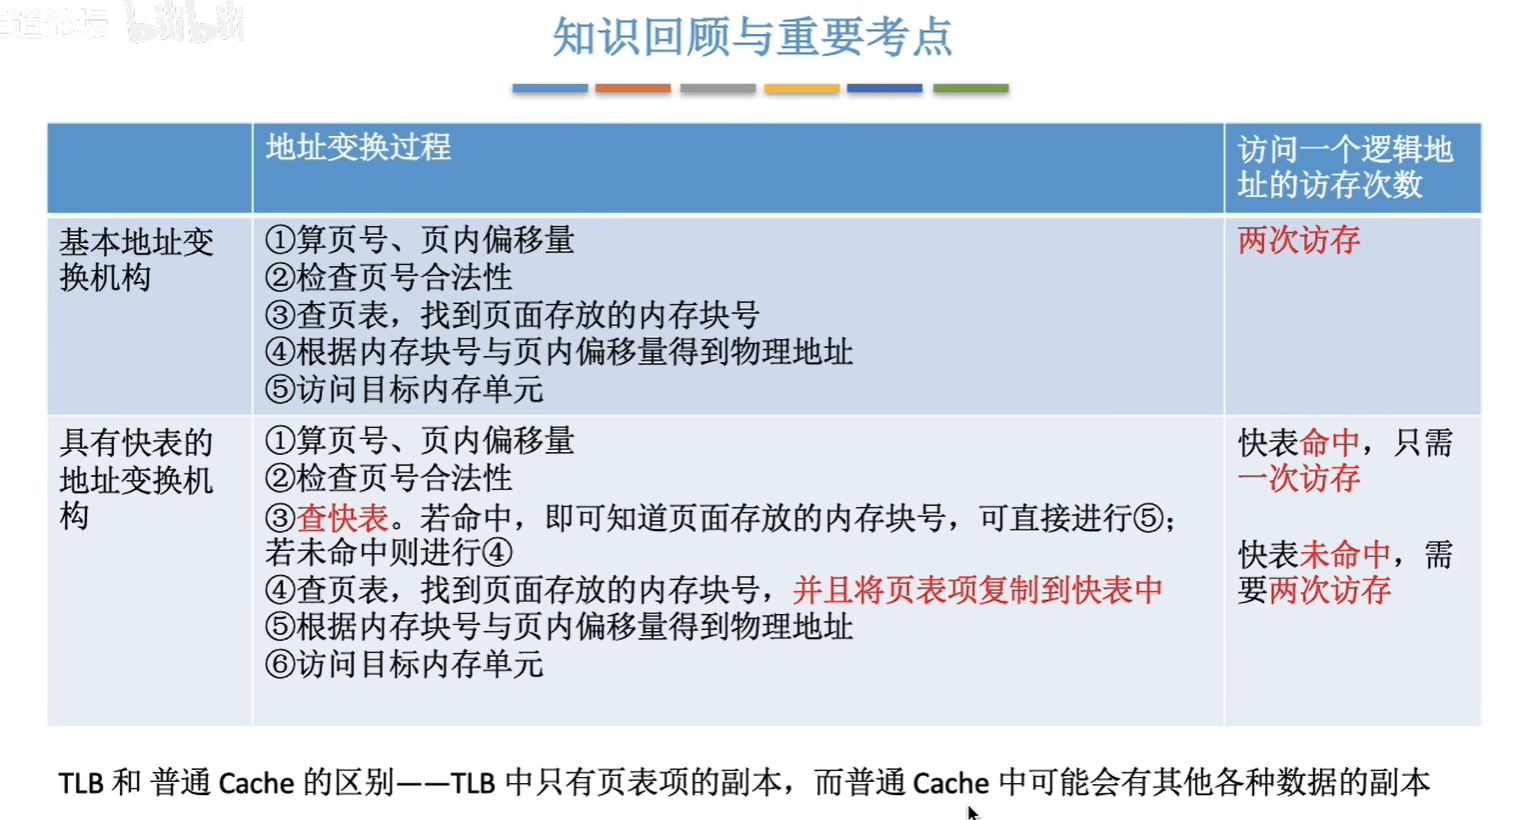 道论坛 bilibili
知识回顾与重要考点
地址变换过程
访问一个逻辑地
址的访存次数
基本地址变
换机构
①算页号、页内偏移量
②检查页号合法性
③查页表，找到页面存放的内存块号
④根据内存块号与页内偏移量得到物理地址
⑤访问目标内存单元
两次访存
具有快表的
地址变换机
构
①算页号、页内偏移量
②检查页号合法性
③查快表。若命中，即可知道页面存放的内存块号，可直接进行⑤；
若未命中则进行④
④查页表，找到页面存放的内存块号，并且将页表项复制到快表中
⑤根据内存块号与页内偏移量得到物理地址
⑥访问目标内存单元
快表命中，只需
一次访存
快表未命中，需
要两次访存
TLB 和 普通 Cache 的区别——TLB 中只有页表项的副本，而普通 Cache 中可能会有其他各种数据的副本